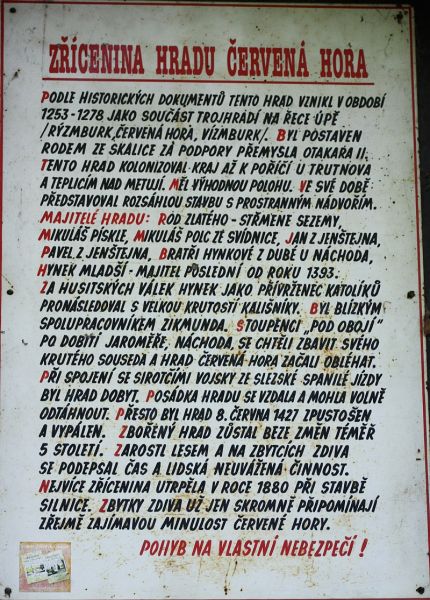 ZŘÍCENINA HRADU ČERVENÁ HORA
PODLE HISTORICKÝCH DOKUMENTŮ TENTO HRAD VZNIKL V OBDOBÍ
1253-1278 JAKO SOUČÁST TROJHRADÍ NA ŘECE ÚPĚ
/RÝZMBURK, ČERVENÁ HORA, VÍZMBURK/. BYL POSTAVEN
RODEM ZE SKALICE ZA PODPORY PŘEMYSLA OTAKARA II.
TENTO HRAD KOLONIZOVAL KRAJ AŽ K POŘÍČÍ U TRUTNOVA
A TEPLICÍM NAD METUJÍ. MĚL VÝHODNOU POLOHU. VE SVÉ DOBĚ
PŘEDSTAVOVAL ROZSÁHLOU STAVBU S PROSTRANNÝM NÁDVOŘÍM.
MAJITELÉ HRADU: ROD ZLATÉHO - STŘMENE SEZEMY,
MIKULÁŠ PÍSKLE, MIKULÁŠ POLC ZE SVÍDNICE, JAN Z JENŠTEJNA,
PAVEL Z JENŠTEJNA, BRATŘI HYNKOVÉ Z DUBÉ U NÁCHODA,
HYNEK MLADŠÍ - MAJITEL POSLEDNÍ OD ROKU 1393.
ZA HUSITSKÝCH VÁLEK HYNEK JAKO PŘÍVRŽENEC KATOLÍKŮ
PRONÁSLEDOVAL S VELKOU KRUTOSTÍ KALIŠNÍKY. BYL BLÍZKÝM
SPOLUPRACOVNÍKEM ZIKMUNDA. STOUPENCI „POD OBOJÍ"
PO DOBITÍ JAROMĚŘE, NÁCHODA, SE CHTĚLI ZBAVIT SVÉHO
KRUTÉHO SOUSEDA A HRAD ČERVENÁ HORA ZAČALI OBLÉHAT.
PŘI SPOJENÍ SE SIROTČÍMI VOJSKY ZE SLEZSKÉ SPANILÉ JÍZDY
BYL HRAD DOBYT. POSÁDKA HRADU SE VZDALA A MOHLA VOLNĚ
ODTÁHNOUT. PŘESTO BYL HRAD 8. ČERVNA 1427 ZPUSTOŠEN
A VYPÁLEN. ZBOŘENÝ HRAD ZŮSTAL BEZE ZMĚN TÉMĚŘ
5 STOLETÍ. ZAROSTL LESEM A NA ZBYTCÍCH ZDIVA
SE PODEPSAL ČAS A LIDSKÁ NEUVÁŽENÁ ČINNOST.
NEJVÍCE ZŘÍCENINA UTRPĚLA V ROCE 1880 PŘI STAVBĚ
SILNICE. ZBYTKY ZDIVA UŽ JEN SKROMNĚ PŘIPOMÍNAJÍ
ZŘEJMĚ ZAJÍMAVOU MINULOST ČERVENÉ HORY.
POHYB NA VLASTNÍ NEBEZPEČÍ!